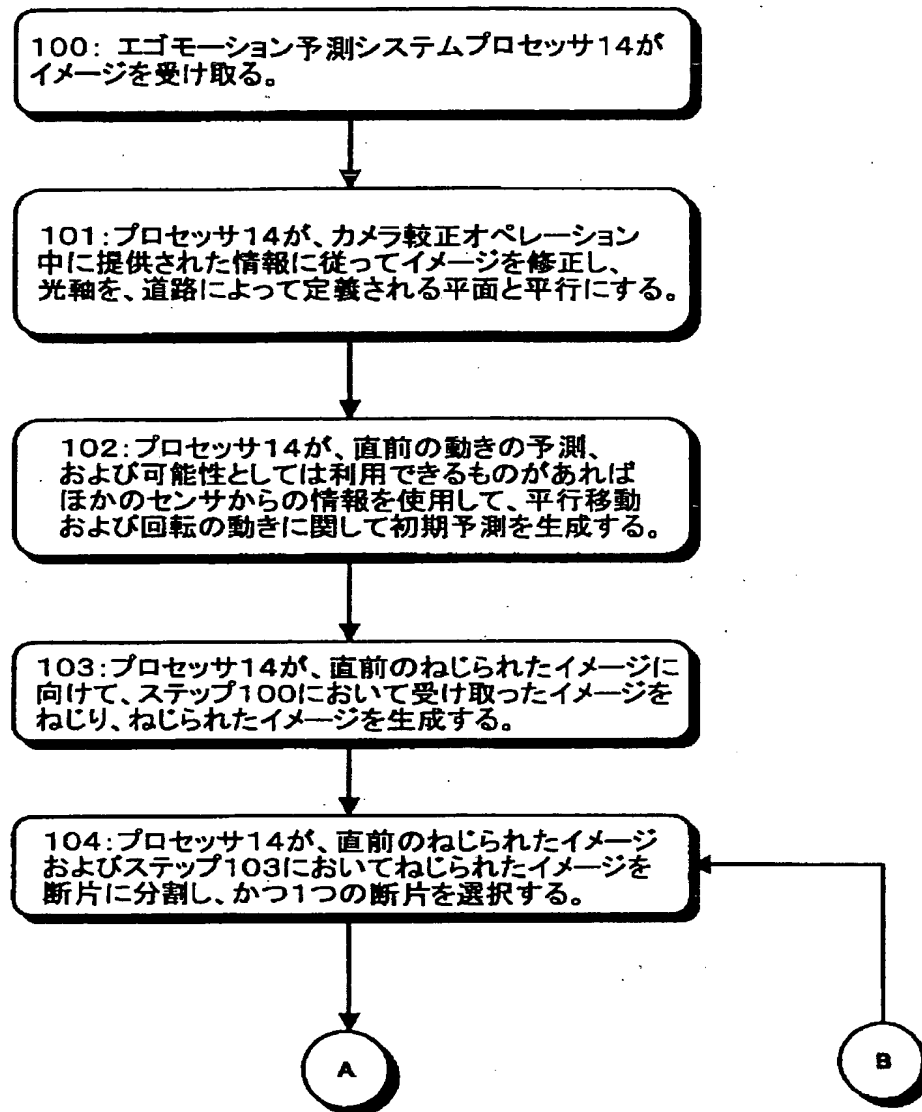 100: エゴモーション予測システムプロセッサ14が
イメージを受け取る。
101:プロセッサ14が、カメラ較正オペレーション
中に提供された情報に従ってイメージを修正し、
光軸を、道路によって定義される平面と平行にする。
102:プロセッサ14が、直前の動きの予測、
および可能性としては利用できるものがあれば
ほかのセンサからの情報を使用して、平行移動
および回転の動きに関して初期予測を生成する。
103:プロセッサ14が、直前のねじられたイメージに
向けて、ステップ100において受け取ったイメージを
ねじり、ねじられたイメージを生成する。
104:プロセッサ14が、直前のねじられたイメージ
およびステップ103においてねじられたイメージを
断片に分割し、かつ1つの断片を選択する。
A
B